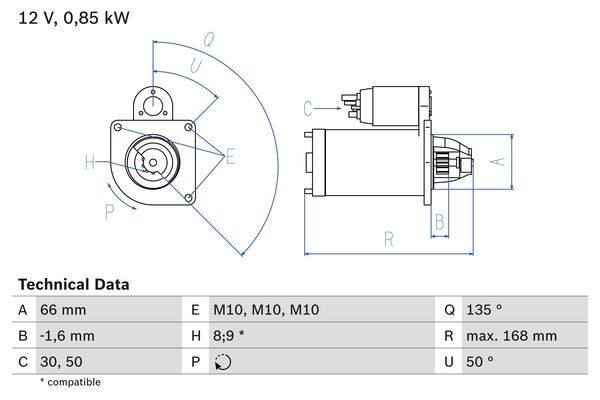 12 V, 0,85 kW
Q
U
C
H
E
P
A
B
R
Technical Data
A 66 mm E M10, M10, M10 Q 135 °
B -1,6 mm H 8;9 * R max. 168 mm
C 30, 50 P U 50 °
* compatible